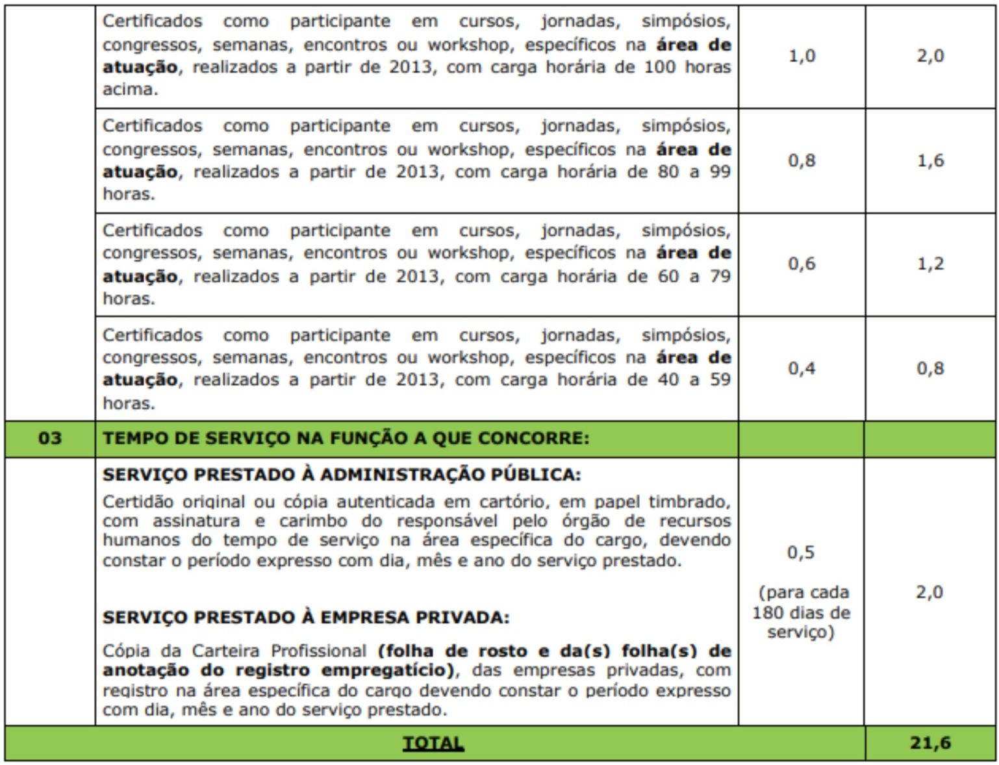 Certificados como participante em cursos, jornadas, simpósios,
congressos, semanas, encontros ou workshop, específicos na área de
atuação, realizados a partir de 2013, com carga horária de 100 horas
acima.
1,0
2,0
Certificados como participante em cursos, jornadas, simpósios,
congressos, semanas, encontros ou workshop, específicos na área de
atuação, realizados a partir de 2013, com carga horária de 80 a 99
horas.
0,8
1,6
Certificados como participante em cursos, jornadas, simpósios,
congressos, semanas, encontros ou workshop, específicos na área de
atuação, realizados a partir de 2013, com carga horária de 60 a 79
horas.
0,6
1,2
Certificados como participante em cursos, jornadas, simpósios,
congressos, semanas, encontros ou workshop, específicos na área de
atuação, realizados a partir de 2013, com carga horária de 40 a 59
horas.
0,4
0,8
03
TEMPO DE SERVIÇO NA FUNÇÃO A QUE CONCORRE:
SERVIÇO PRESTADO À ADMINISTRAÇÃO PÚBLICA:
Certidão original ou cópia autenticada em cartório, em papel timbrado,
com assinatura e carimbo do responsável pelo órgão de recursos
humanos do tempo de serviço na área específica do cargo, devendo
constar o período expresso com dia, mês e ano do serviço prestado.
SERVIÇO PRESTADO À EMPRESA PRIVADA:
Cópia da Carteira Profissional (folha de rosto e da(s) folha(s) de
anotação do registro empregatício), das empresas privadas, com
registro na área específica do cargo devendo constar o período expresso
com dia, mês e ano do serviço prestado.
0,5
(para cada
180 dias de
serviço)
2,0
TOTAL
21,6